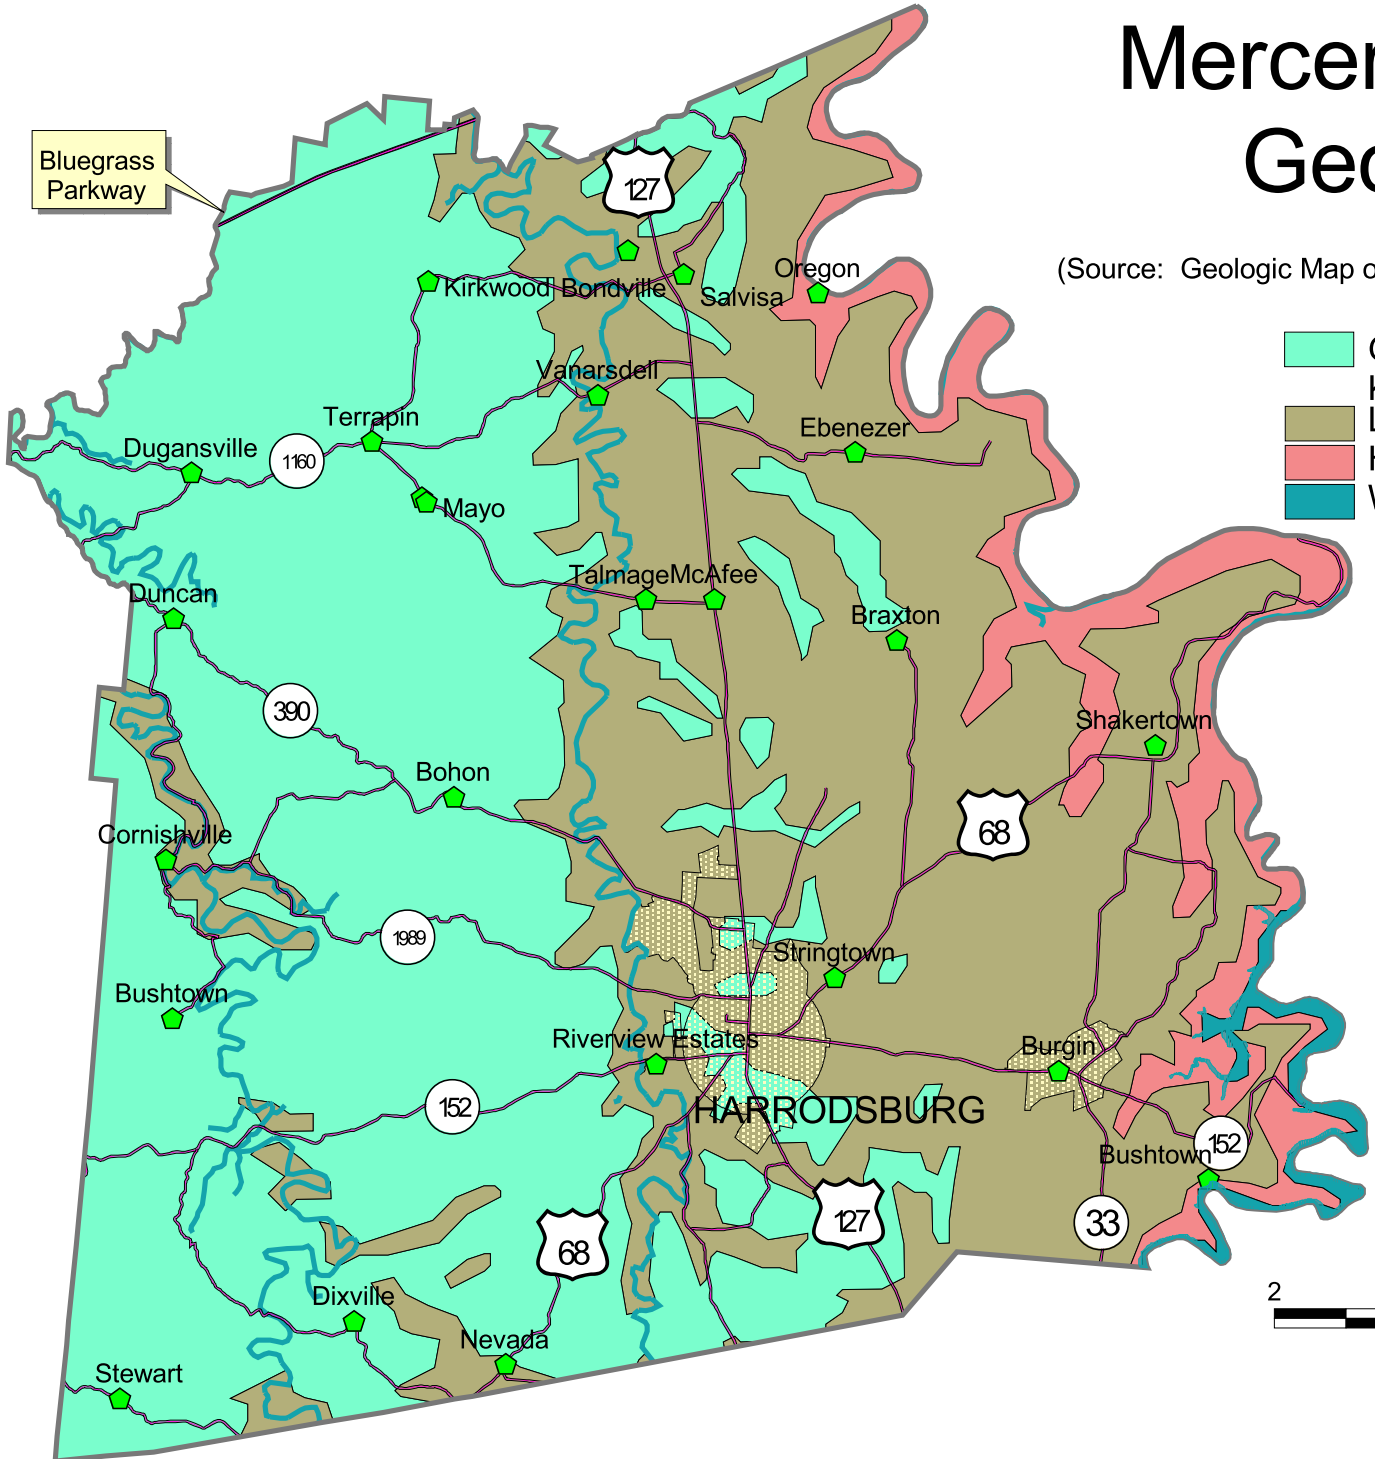 Mercer
Geo
Bluegrass
Parkway
127
(Source: Geologic Map o
Oregon
Kirkwood
Bondville
Salvisa
Vanarsdell
Terrapin
Dugansville
1160
Ebenezer
Mayo
Talmage
McAfee
Duncan
Braxton
390
Shakertown
Bohon
68
Cornishville
1989
Stringtown
Bushtown
Riverview Estates
Burgin
152
HARRODSBURG
152
Bushtown
127
33
68
2
Dixville
Nevada
Stewart